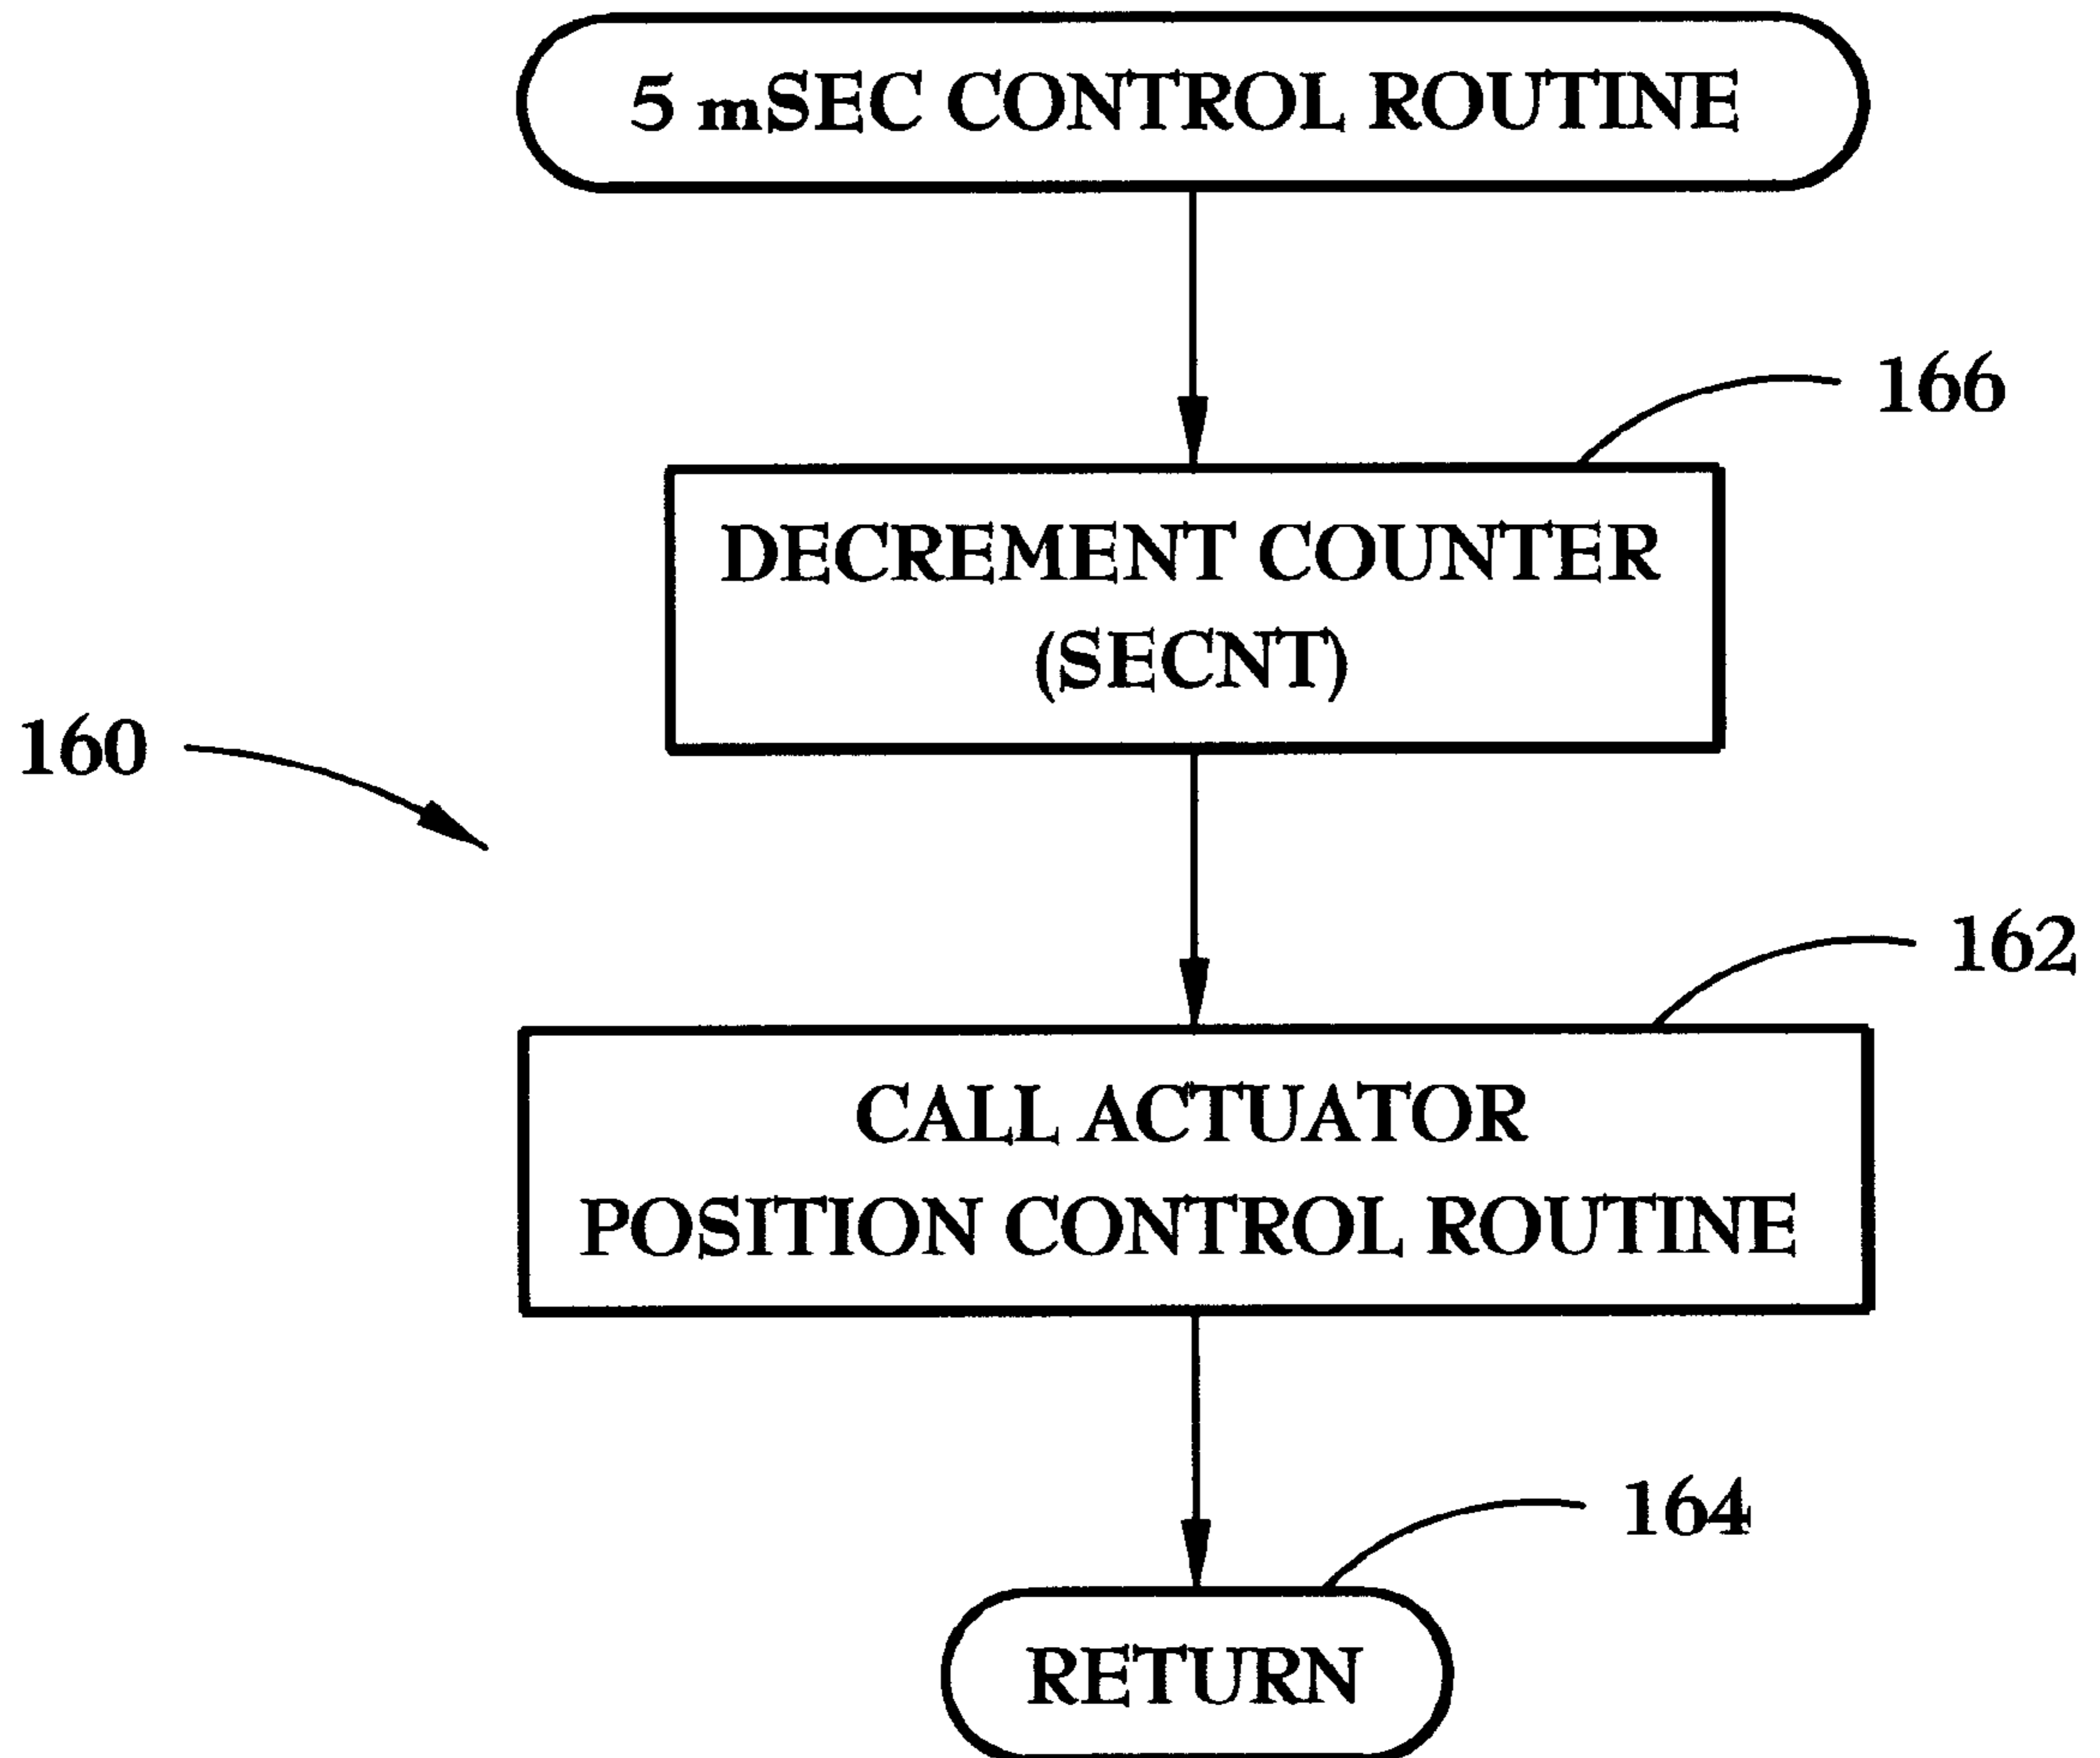 5 mSEC CONTROL ROUTINE
166
DECREMENT COUNTER
(SECNT)
160
162
CALL ACTUATOR
POSITION CONTROL ROUTINE
164
RETURN